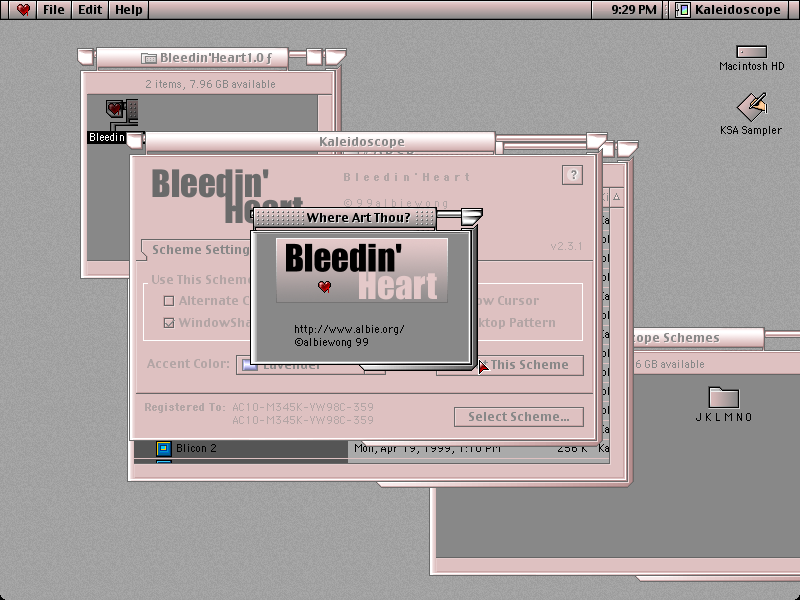 File Edit Help 9:29 PM Kaleidoscope
Bleedin'Heart1.0 ƒ
2 items, 7.96 GB available
Macintosh HD
KSA Sampler
Bleedin
Kaleidoscope
Bleedin'
Heart
Bleedin'Heart
©99albiewong
?
Where Art Thou?
Bleedin'
Heart
http://www.albie.org/
©albiewong 99
Scheme Setting
v2.3.1
Use This Scheme
Alternate C
ow Cursor
WindowSha
ktop Pattern
Accent Color: Lavender
This Scheme
Registered To: AC10-M345K-YW98C-359
AC10-M345K-YW98C-359
Select Scheme...
Blicon 2 Mon, Apr 19, 1999, 1:10 PM 256 K Ka
ope Schemes
6 GB available
J K L M N O